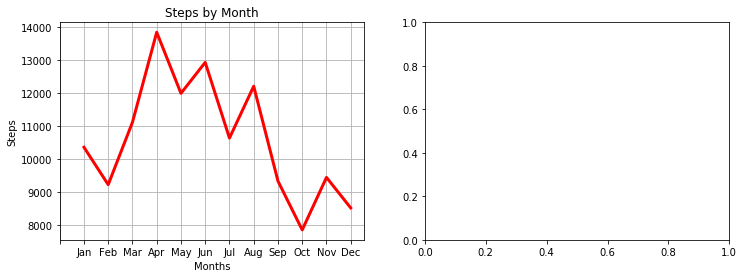 Steps by Month
14000
13000
12000
11000
10000
9000
8000
Steps
Jan Feb Mar Apr May Jun Jul Aug Sep Oct Nov Dec
Months
1.0
0.8
0.6
0.4
0.2
0.0
0.0 0.2 0.4 0.6 0.8 1.0